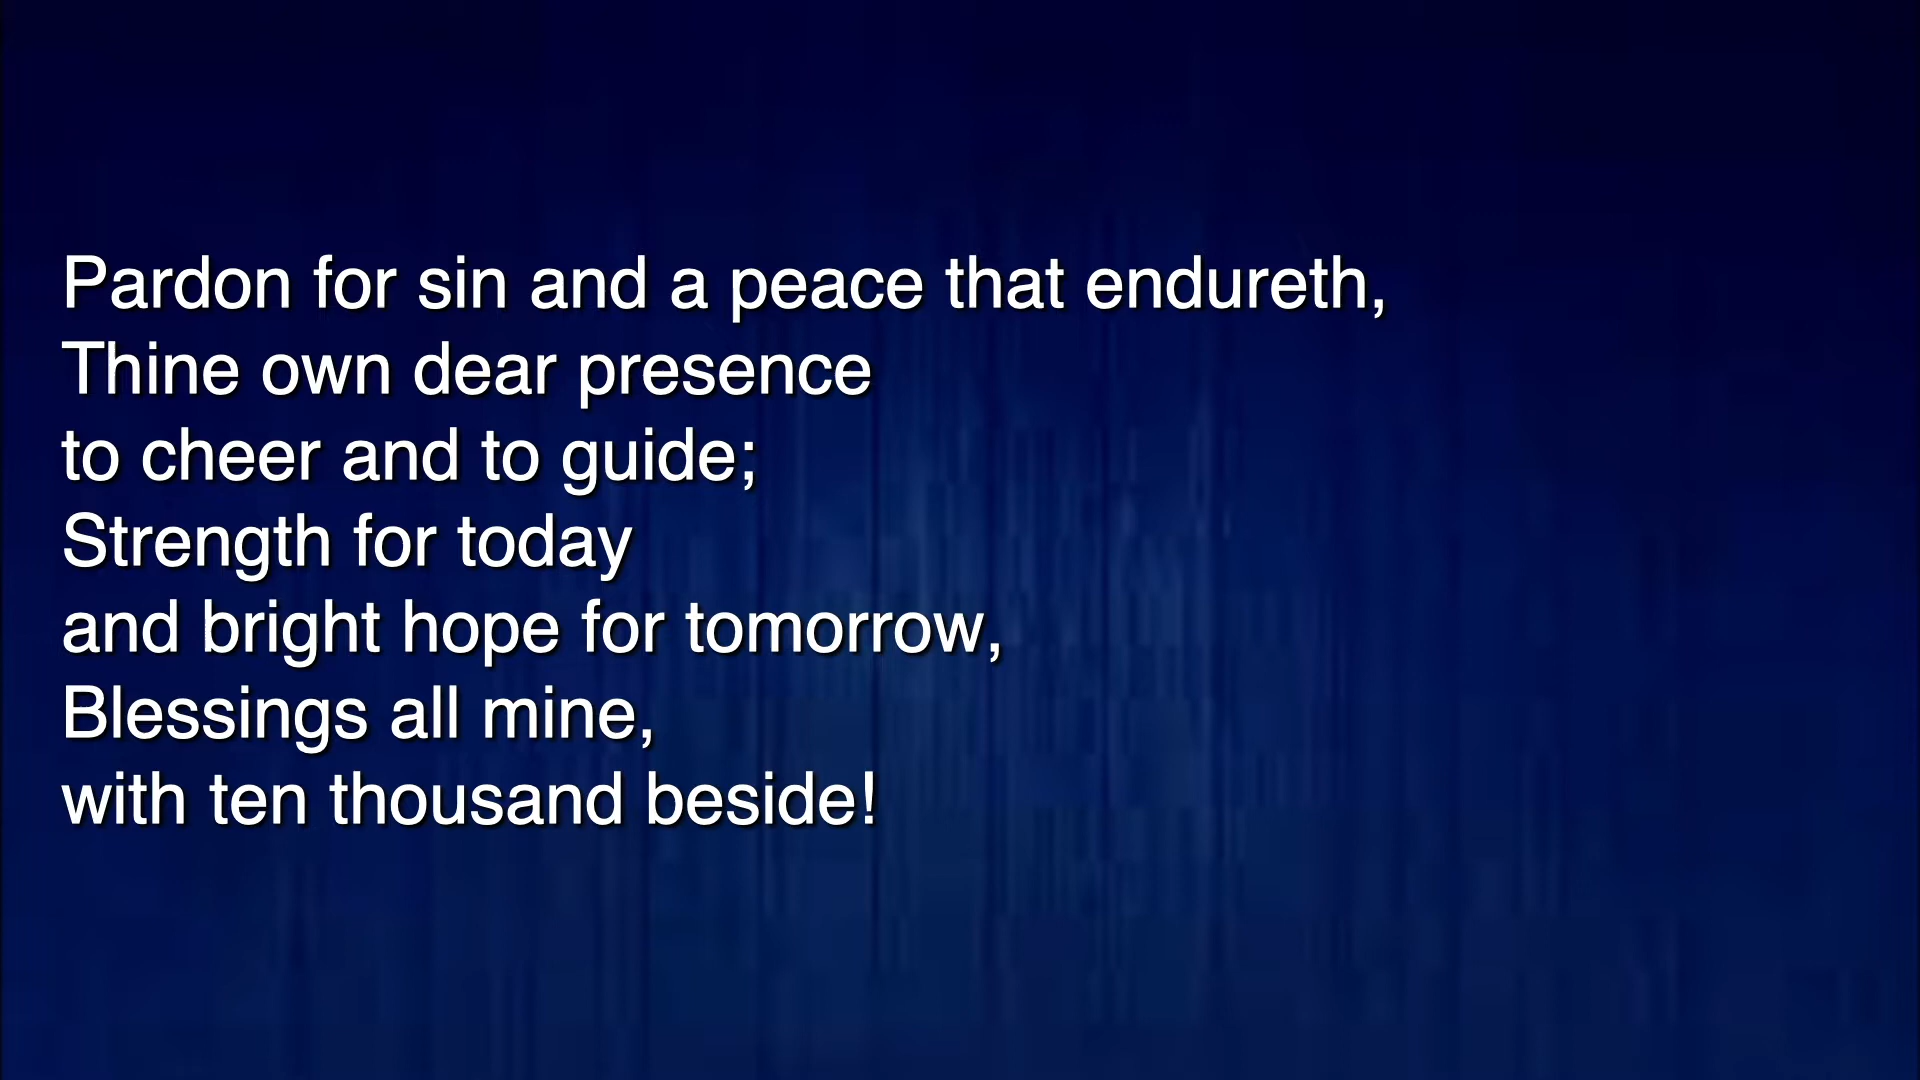 Pardon for sin and a peace that endureth,
Thine own dear presence
to cheer and to guide;
Strength for today
and bright hope for tomorrow,
Blessings all mine,
with ten thousand beside!